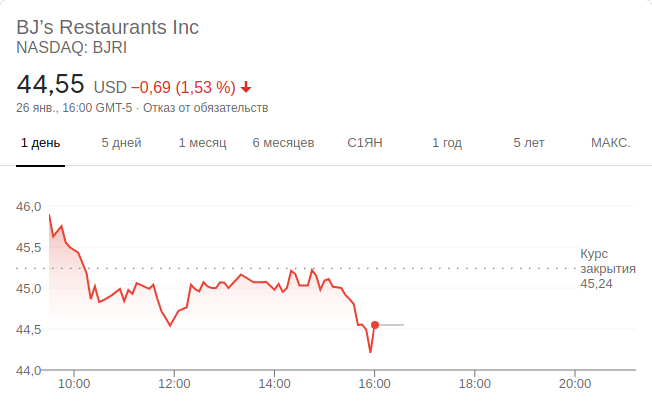 BJ’s Restaurants Inc
NASDAQ: BJRI
44,55 USD −0,69 (1,53 %)
26 янв., 16:00 GMT-5 · Отказ от обязательств
1 день 5 дней 1 месяц 6 месяцев С1ЯН 1 год 5 лет МАКС.
46,0
45,5
45,0
44,5
44,0
Курс
закрытия
45,24
10:00 12:00 14:00 16:00 18:00 20:00